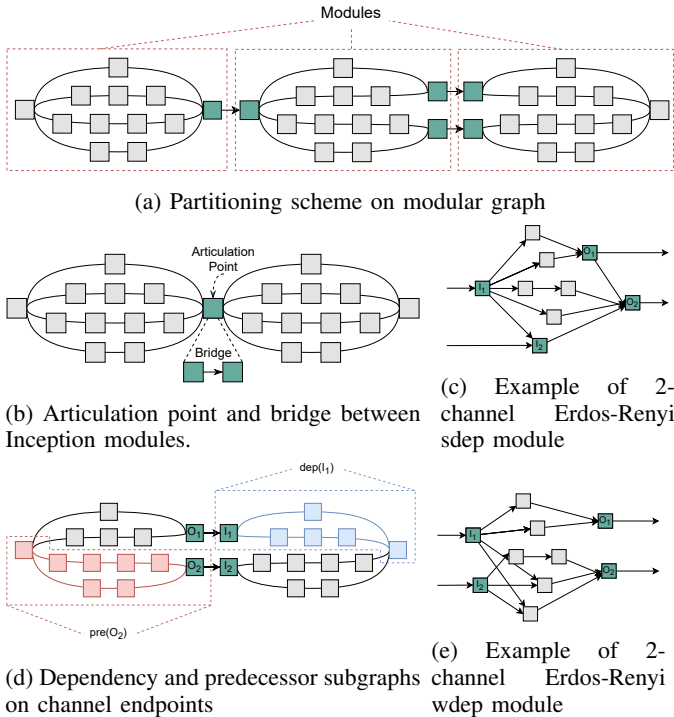 Modules
(a) Partitioning scheme on modular graph
Articulation
Point
Bridge
(b) Articulation point and bridge between
Inception modules.
O1
I1
O2
I2
(c) Example of 2-
channel Erdos-Renyi
sdep module
dep(I1)
O1 I1
O2 I2
pre(O2)
(d) Dependency and predecessor subgraphs
on channel endpoints
O1
I1
O2
I2
(e) Example of 2-
channel Erdos-Renyi
wdep module